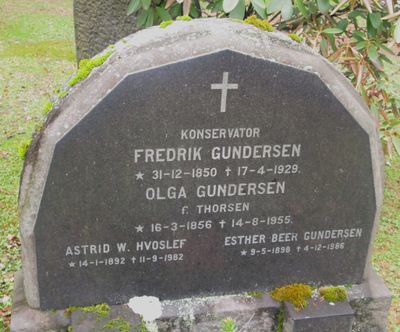 KONSERVATOR
FREDRIK GUNDERSEN
★ 31-12-1850 ✝ 17-4-1929.
OLGA GUNDERSEN
F. THORSEN
★ 16-3-1856 ✝ 14-8-1955.
ASTRID W. HVOSLEF
★ 14-1-1892 ✝ 11-9-1982
ESTHER BEER GUNDERSEN
★ 9-5-1898 ✝ 4-12-1986